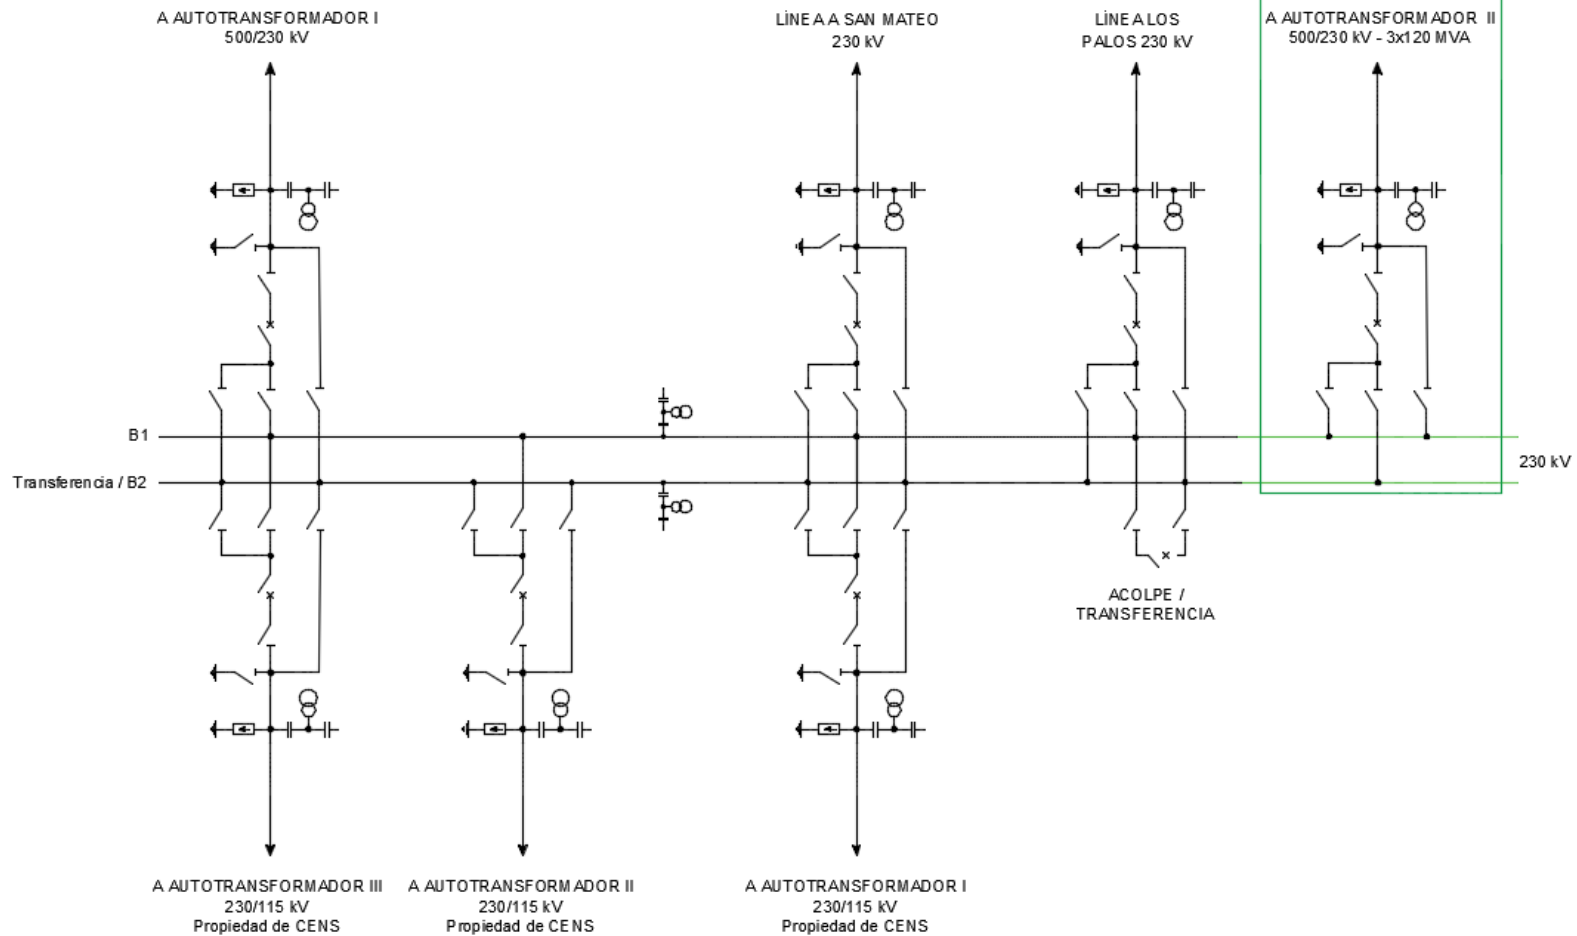 A AUTOTRANSFORMADOR I
500/230 kV
LÍNEA A SAN MATEO
230 kV
LÍNEA LOS
PALOS 230 kV
A AUTOTRANSFORMADOR II
500/230 kV - 3x120 MVA
B1
Transferencia / B2
230 kV
ACOLPE /
TRANSFERENCIA
A AUTOTRANSFORMADOR III
230/115 kV
Propiedad de CENS
A AUTOTRANSFORMADOR II
230/115 kV
Propiedad de CENS
A AUTOTRANSFORMADOR I
230/115 kV
Propiedad de CENS